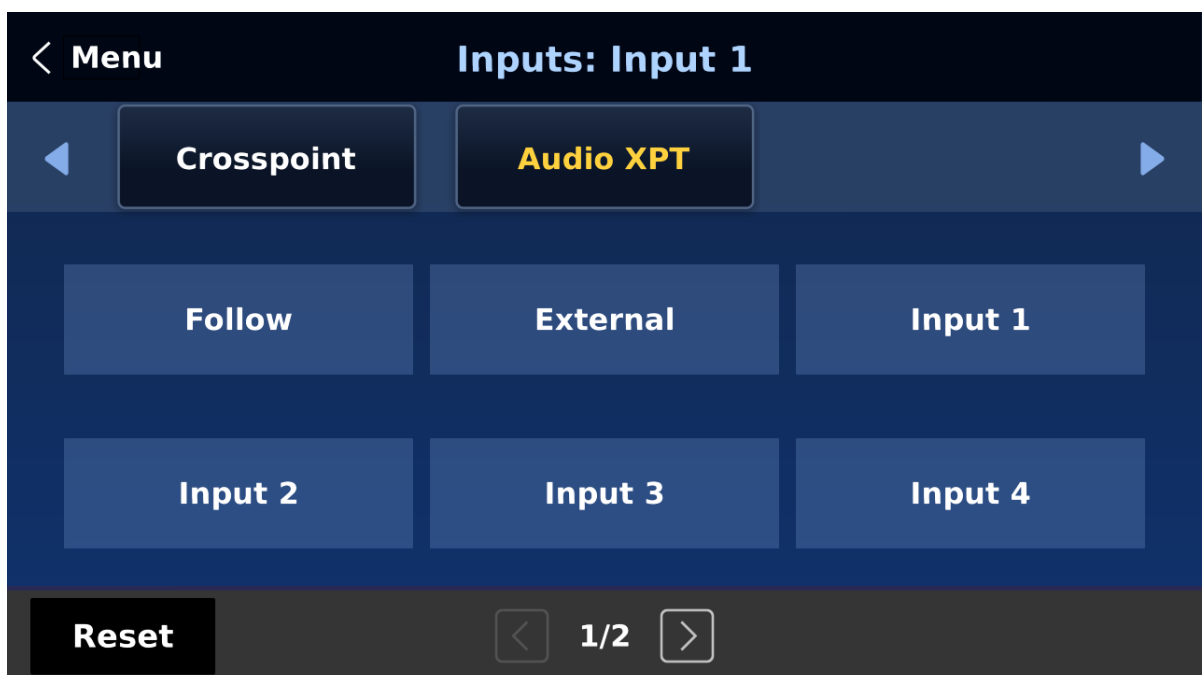 Menu
Inputs: Input 1
Crosspoint
Audio XPT
Follow
External
Input 1
Input 2
Input 3
Input 4
Reset
1/2